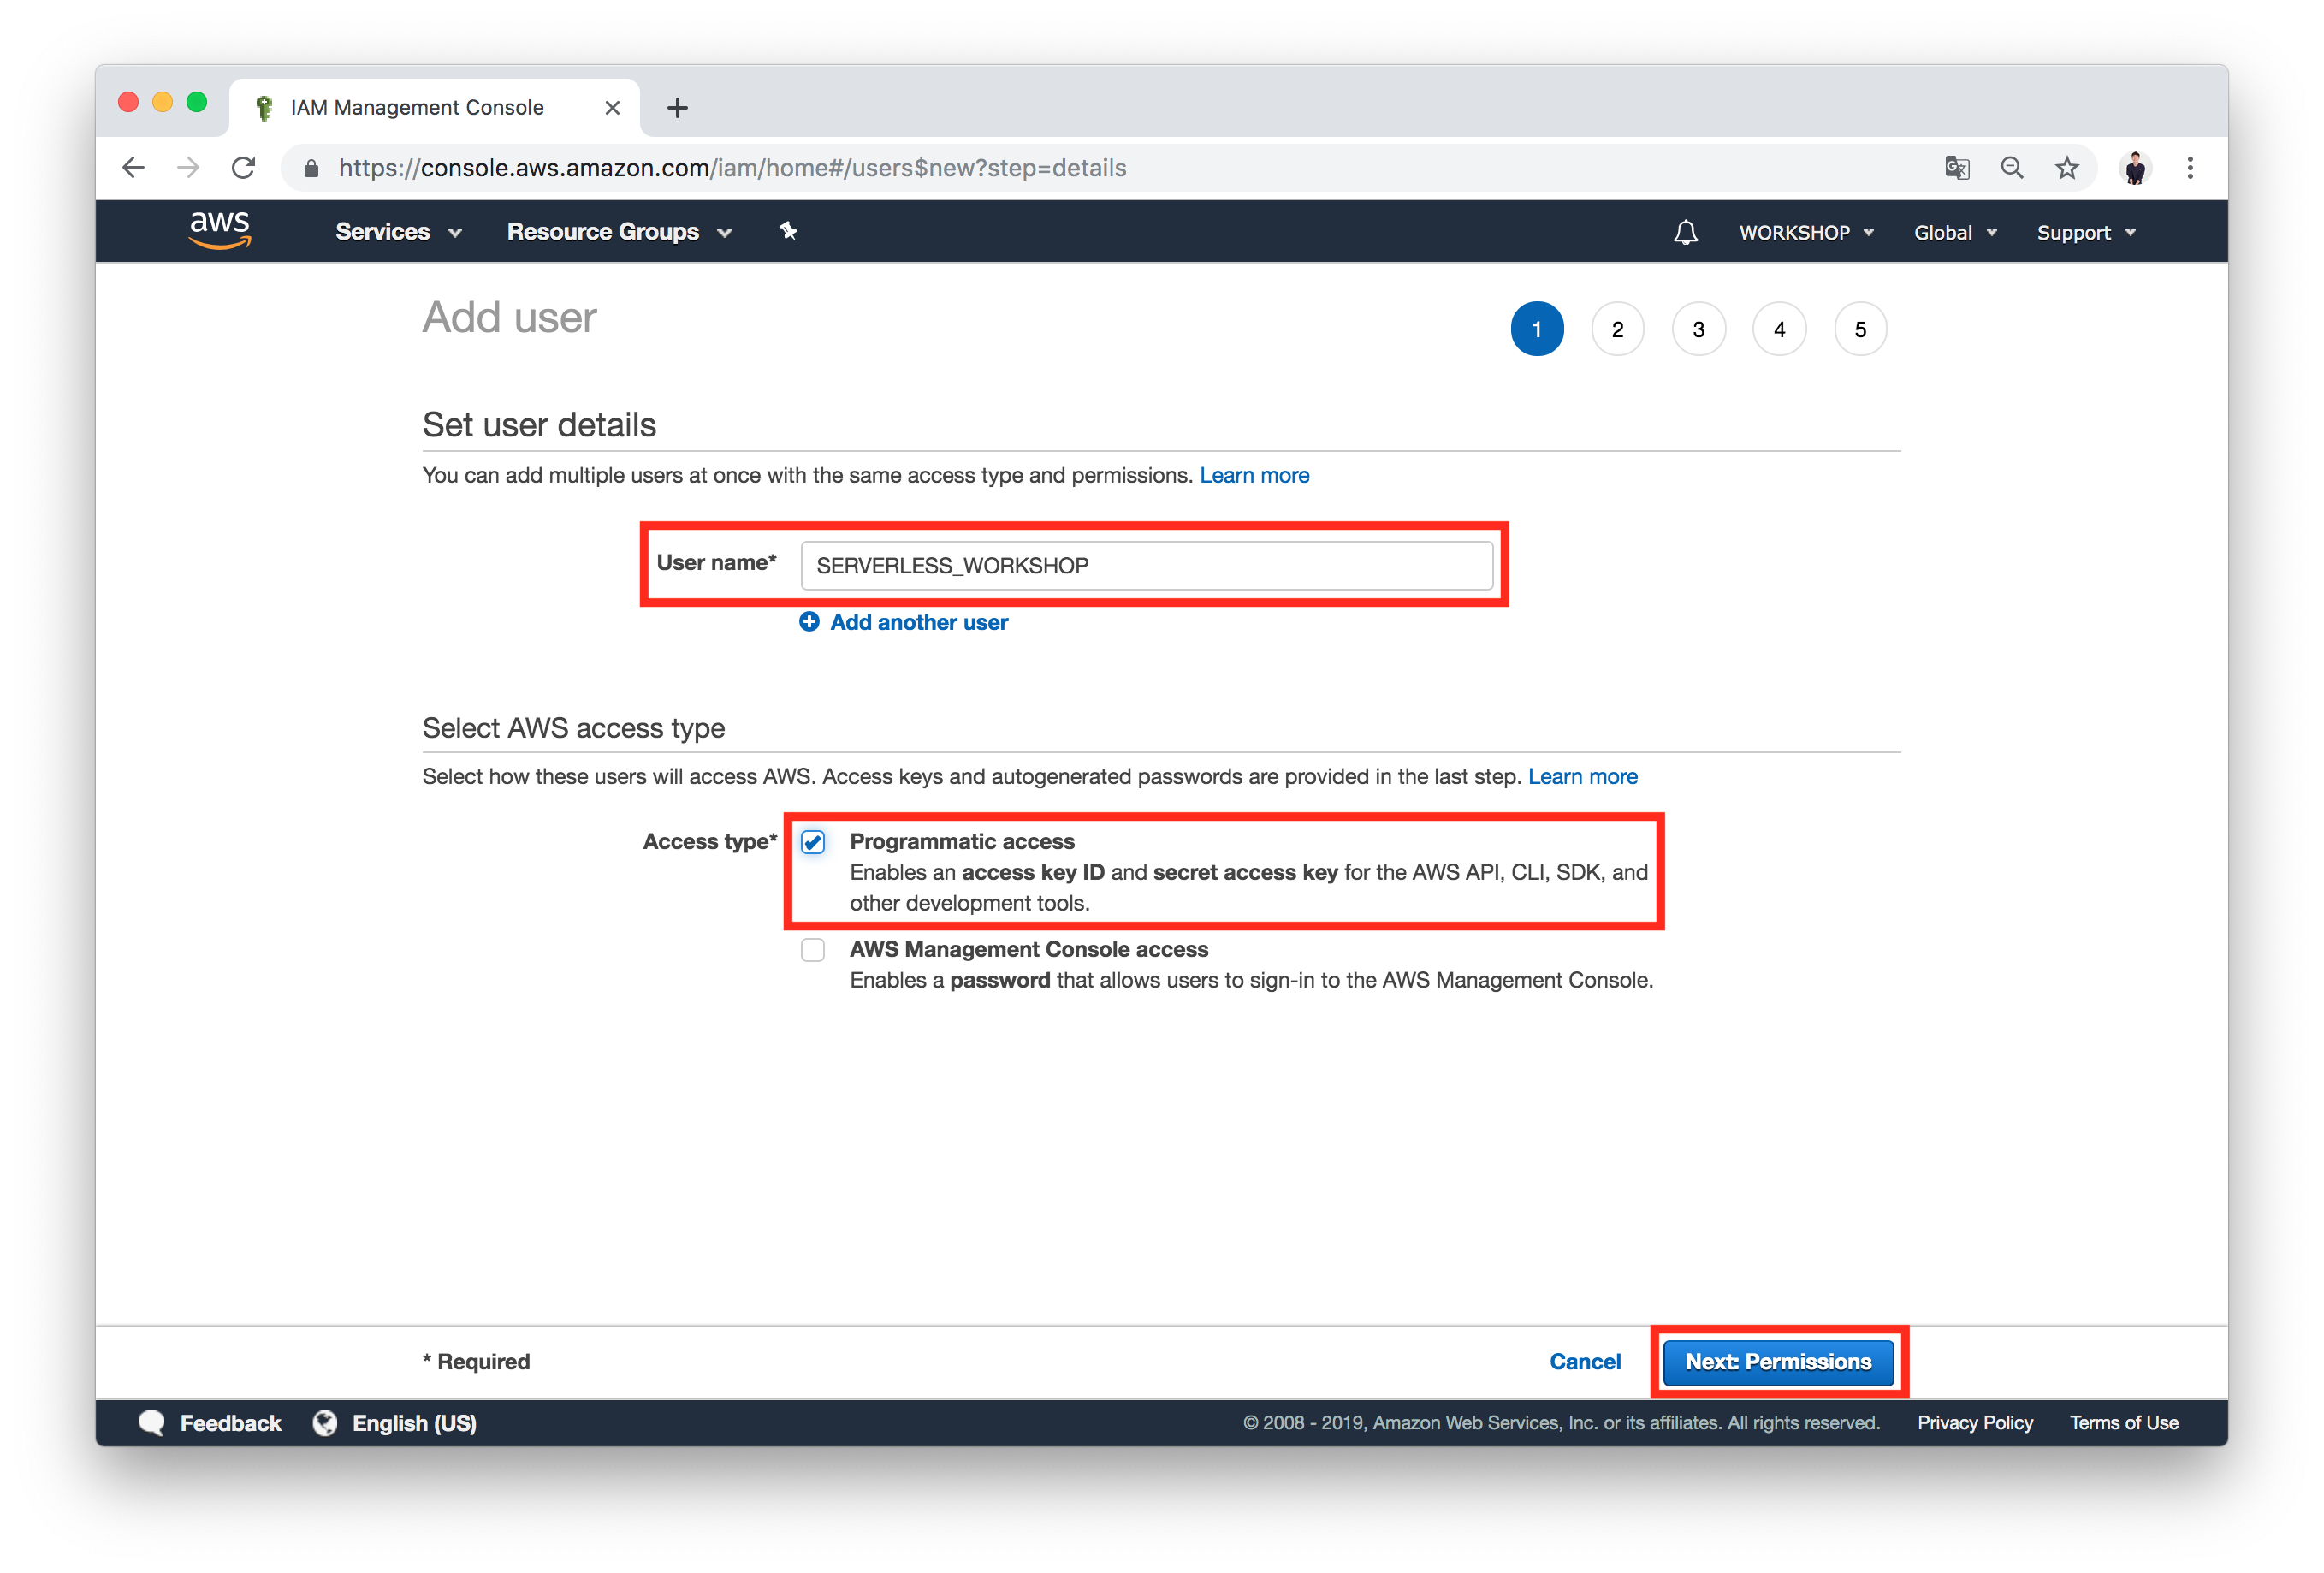 IAM Management Console
https://console.aws.amazon.com/iam/home#/users$new?step=details
aws Services Resource Groups WORKSHOP Global Support
Add user
1 2 3 4 5
Set user details
You can add multiple users at once with the same access type and permissions. Learn more
User name* SERVERLESS_WORKSHOP
Add another user
Select AWS access type
Select how these users will access AWS. Access keys and autogenerated passwords are provided in the last step. Learn more
Access type* Programmatic access
Enables an access key ID and secret access key for the AWS API, CLI, SDK, and
other development tools.
AWS Management Console access
Enables a password that allows users to sign-in to the AWS Management Console.
* Required Cancel Next: Permissions
Feedback English (US) © 2008 - 2019, Amazon Web Services, Inc. or its affiliates. All rights reserved. Privacy Policy Terms of Use